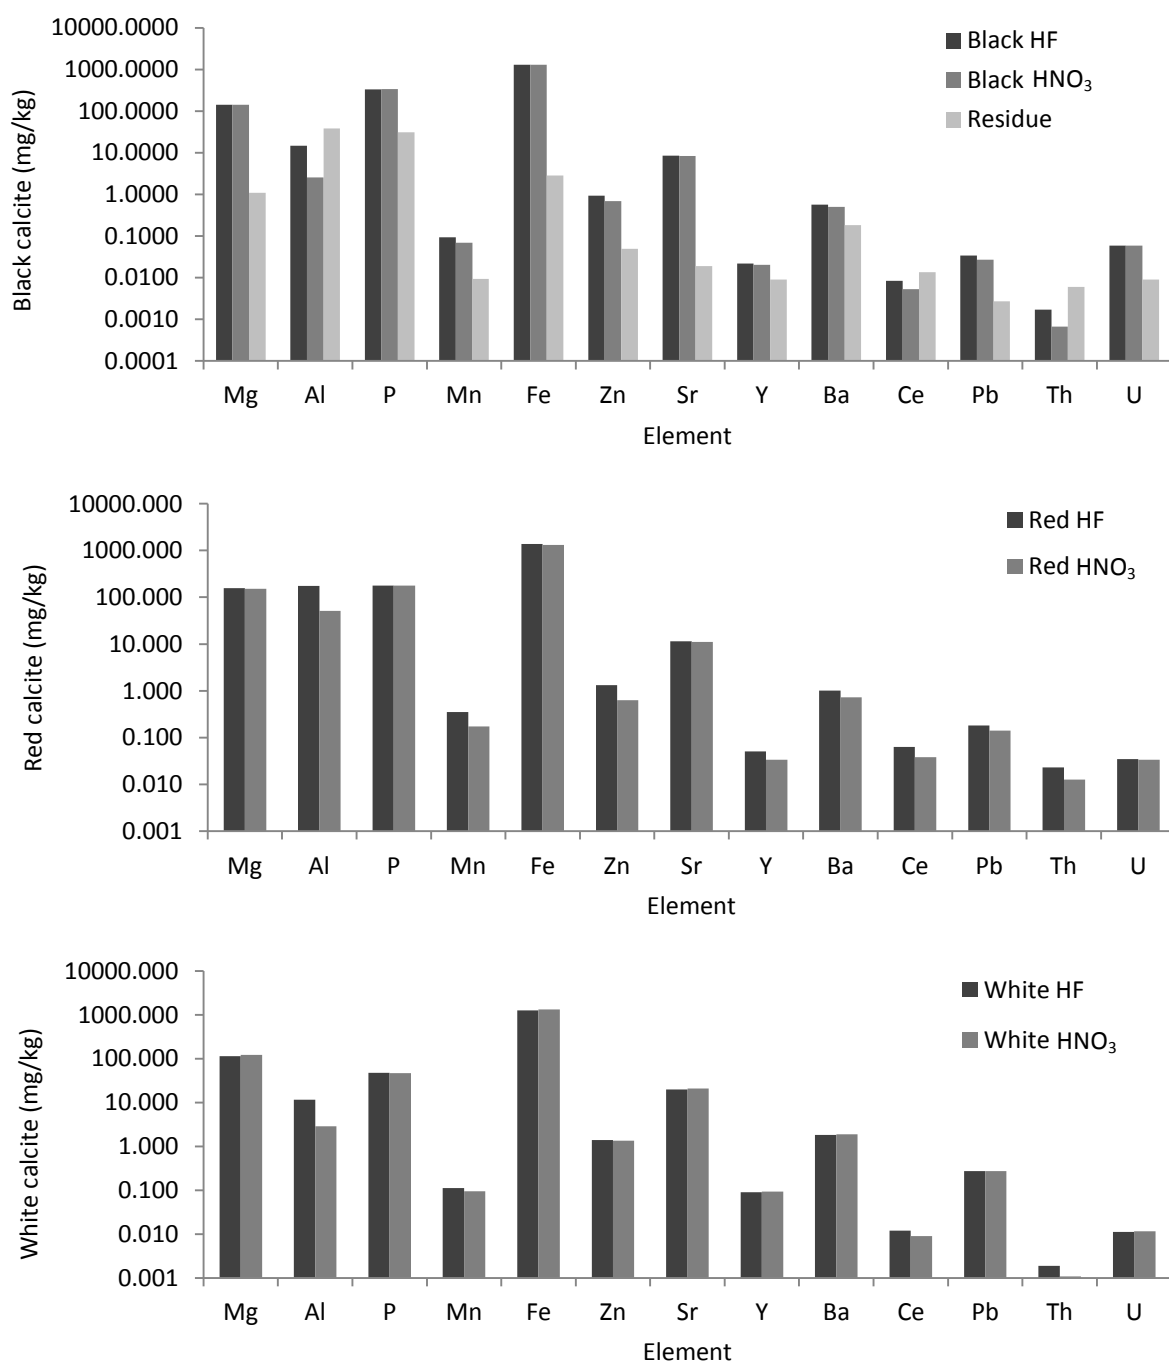 Black calcite (mg/kg)
10000.0000
1000.0000
100.0000
10.0000
1.0000
0.1000
0.0100
0.0010
0.0001
Black HF
Black HNO₃
Residue
Mg Al P Mn Fe Zn Sr Y Ba Ce Pb Th U
Element
Red calcite (mg/kg)
10000.000
1000.000
100.000
10.000
1.000
0.100
0.010
0.001
Red HF
Red HNO₃
Mg Al P Mn Fe Zn Sr Y Ba Ce Pb Th U
Element
White calcite (mg/kg)
10000.000
1000.000
100.000
10.000
1.000
0.100
0.010
0.001
White HF
White HNO₃
Mg Al P Mn Fe Zn Sr Y Ba Ce Pb Th U
Element